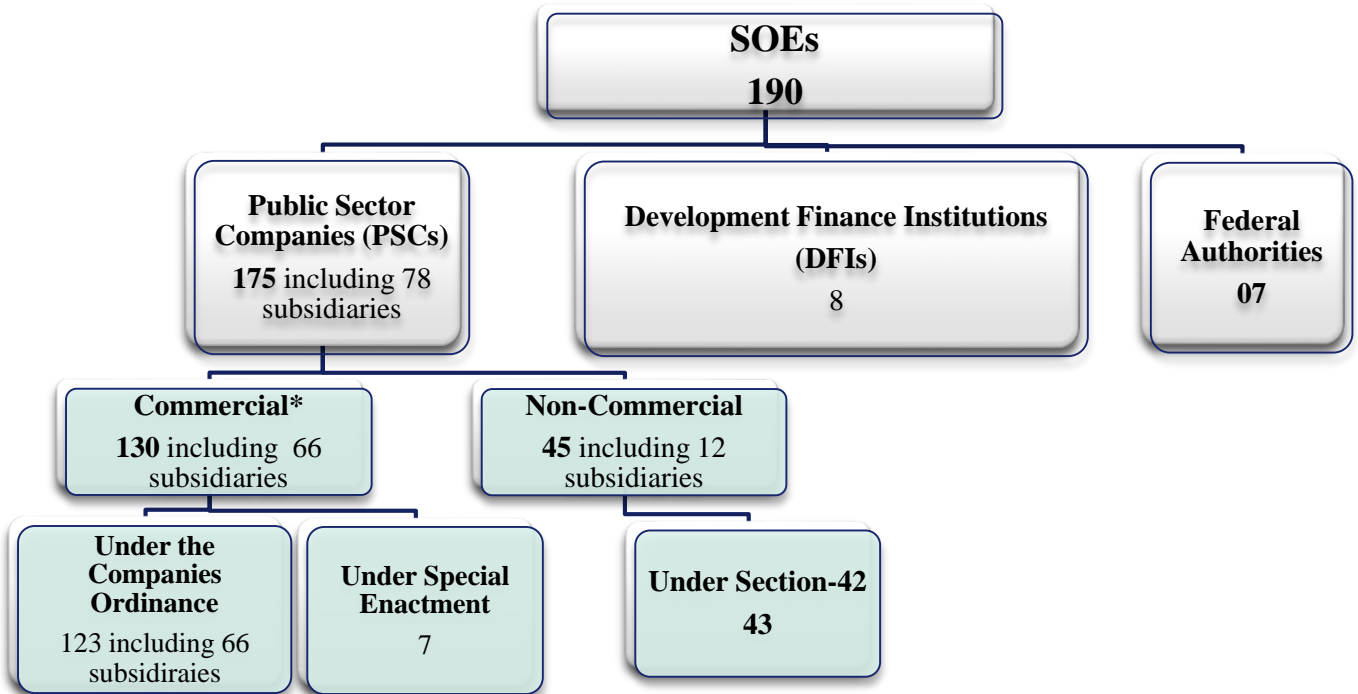 SOEs
190
Public Sector
Companies (PSCs)
175 including 78
subsidiaries
Development Finance Institutions
(DFIs)
8
Federal
Authorities
07
Commercial*
130 including 66
subsidiaries
Non-Commercial
45 including 12
subsidiaries
Under the
Companies
Ordinance
123 including 66
subsidiraies
Under Special
Enactment
7
Under Section-42
43